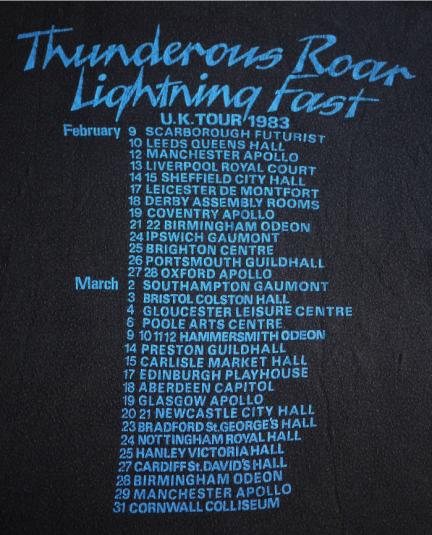 Thunderous Roar
Lightning Fast
U.K. TOUR 1983
February 9 SCARBOROUGH FUTURIST
10 LEEDS QUEENS HALL
12 MANCHESTER APOLLO
13 LIVERPOOL ROYAL COURT
14 15 SHEFFIELD CITY HALL
17 LEICESTER DE MONTFORT
18 DERBY ASSEMBLY ROOMS
19 COVENTRY APOLLO
21 22 BIRMINGHAM ODEON
24 IPSWICH GAUMONT
25 BRIGHTON CENTRE
26 PORTSMOUTH GUILDHALL
27 28 OXFORD APOLLO
March 2 SOUTHAMPTON GAUMONT
3 BRISTOL COLSTON HALL
4 GLOUCESTER LEISURE CENTRE
6 POOLE ARTS CENTRE
9 10 11 12 HAMMERSMITH ODEON
14 PRESTON GUILDHALL
15 CARLISLE MARKET HALL
17 EDINBURGH PLAYHOUSE
18 ABERDEEN CAPITOL
19 GLASGOW APOLLO
20 21 NEWCASTLE CITY HALL
23 BRADFORD St. GEORGE'S HALL
24 NOTTINGHAM ROYAL HALL
25 HANLEY VICTORIA HALL
27 CARDIFF St. DAVID'S HALL
28 BIRMINGHAM ODEON
29 MANCHESTER APOLLO
31 CORNWALL COLLISEUM